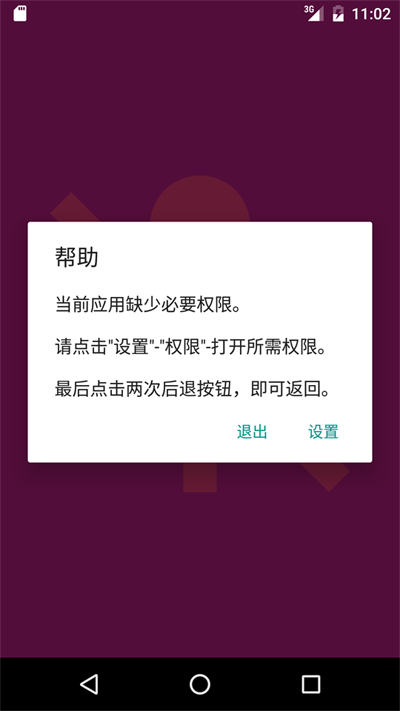 3G 11:02
帮助
当前应用缺少必要权限。
请点击"设置"-"权限"-打开所需权限。
最后点击两次后退按钮，即可返回。
退出 设置